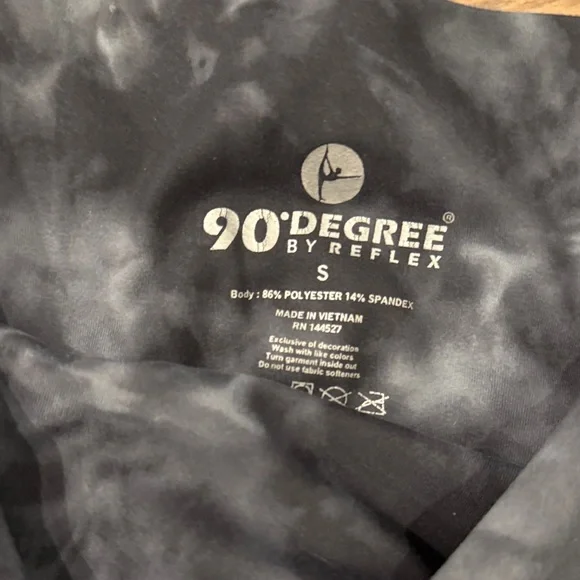 90°DEGREE®
BY REFLEX
S
Body : 86% POLYESTER 14% SPANDEX
MADE IN VIETNAM
RN 144527
Exclusive of decoration
Wash with like colors
Turn garment inside out
Do not use fabric softeners